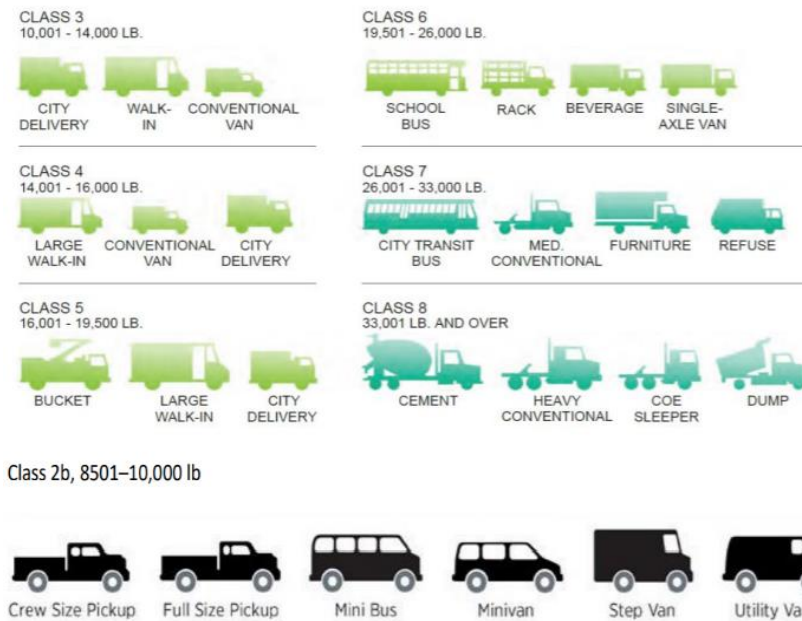 CLASS 3
10,001 - 14,000 LB.
CITY
DELIVERY
WALK-
IN
CONVENTIONAL
VAN
CLASS 6
19,501 - 26,000 LB.
SCHOOL
BUS
RACK
BEVERAGE
SINGLE-
AXLE VAN
CLASS 4
14,001 - 16,000 LB.
LARGE
WALK-IN
CONVENTIONAL
VAN
CITY
DELIVERY
CLASS 7
26,001 - 33,000 LB.
CITY TRANSIT
BUS
MED.
CONVENTIONAL
FURNITURE
REFUSE
CLASS 5
16,001 - 19,500 LB.
BUCKET
LARGE
WALK-IN
CITY
DELIVERY
CLASS 8
33,001 LB. AND OVER
CEMENT
HEAVY
CONVENTIONAL
COE
SLEEPER
DUMP
Class 2b, 8501–10,000 lb
Crew Size Pickup
Full Size Pickup
Mini Bus
Minivan
Step Van
Utility Va